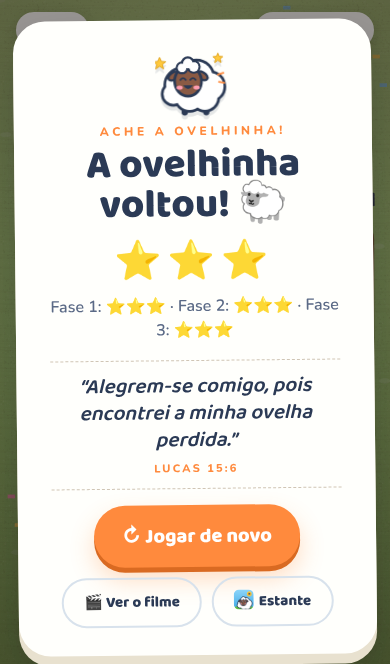 ACHE A OVELHINHA!
A ovelhinha
voltou! 🐑
⭐⭐⭐
Fase 1: ⭐⭐⭐ · Fase 2: ⭐⭐⭐ · Fase
3: ⭐⭐⭐
“Alegrem-se comigo, pois
encontrei a minha ovelha
perdida.”
LUCAS 15:6
↻ Jogar de novo
🎬 Ver o filme
Estante